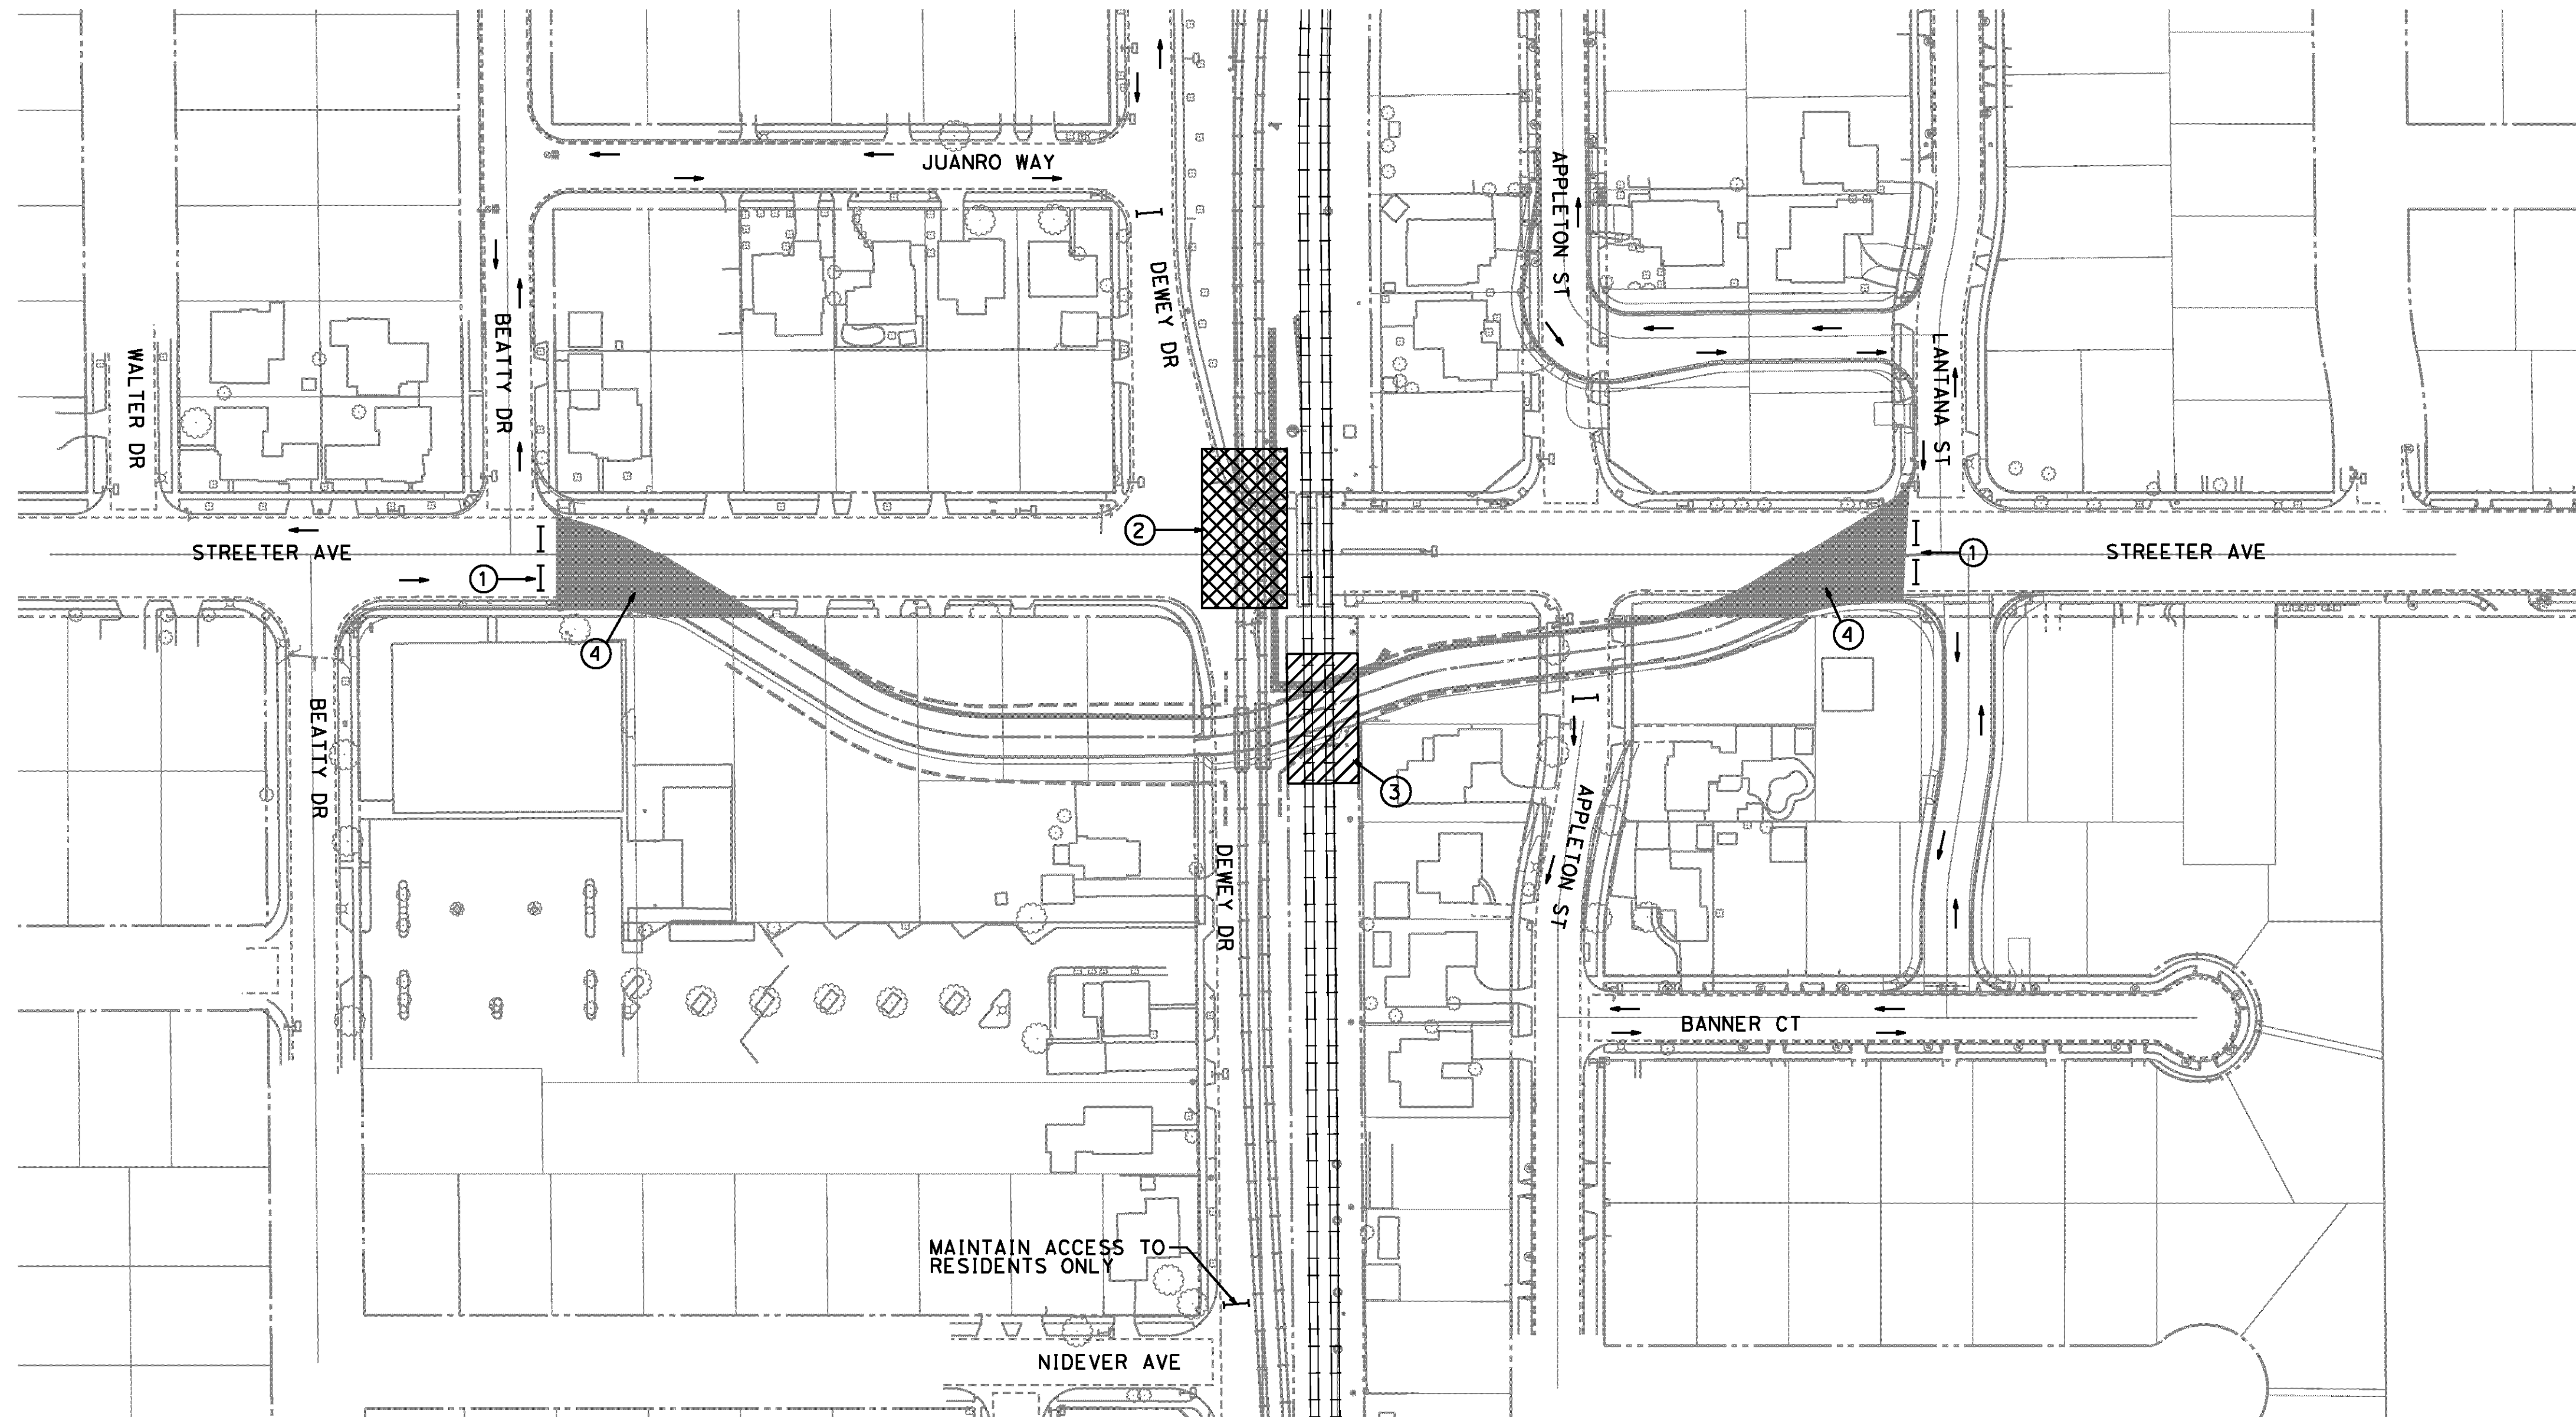 JUANRO WAY
APPLETON ST
DEWEY DR
BEATTY DR
WALTER DR
LANTANA ST
2
STREETER AVE
1
1
STREETER AVE
4
4
BEATTY DR
3
APPLETON ST
DEWEY DR
BANNER CT
MAINTAIN ACCESS TO
RESIDENTS ONLY
NIDEVER AVE